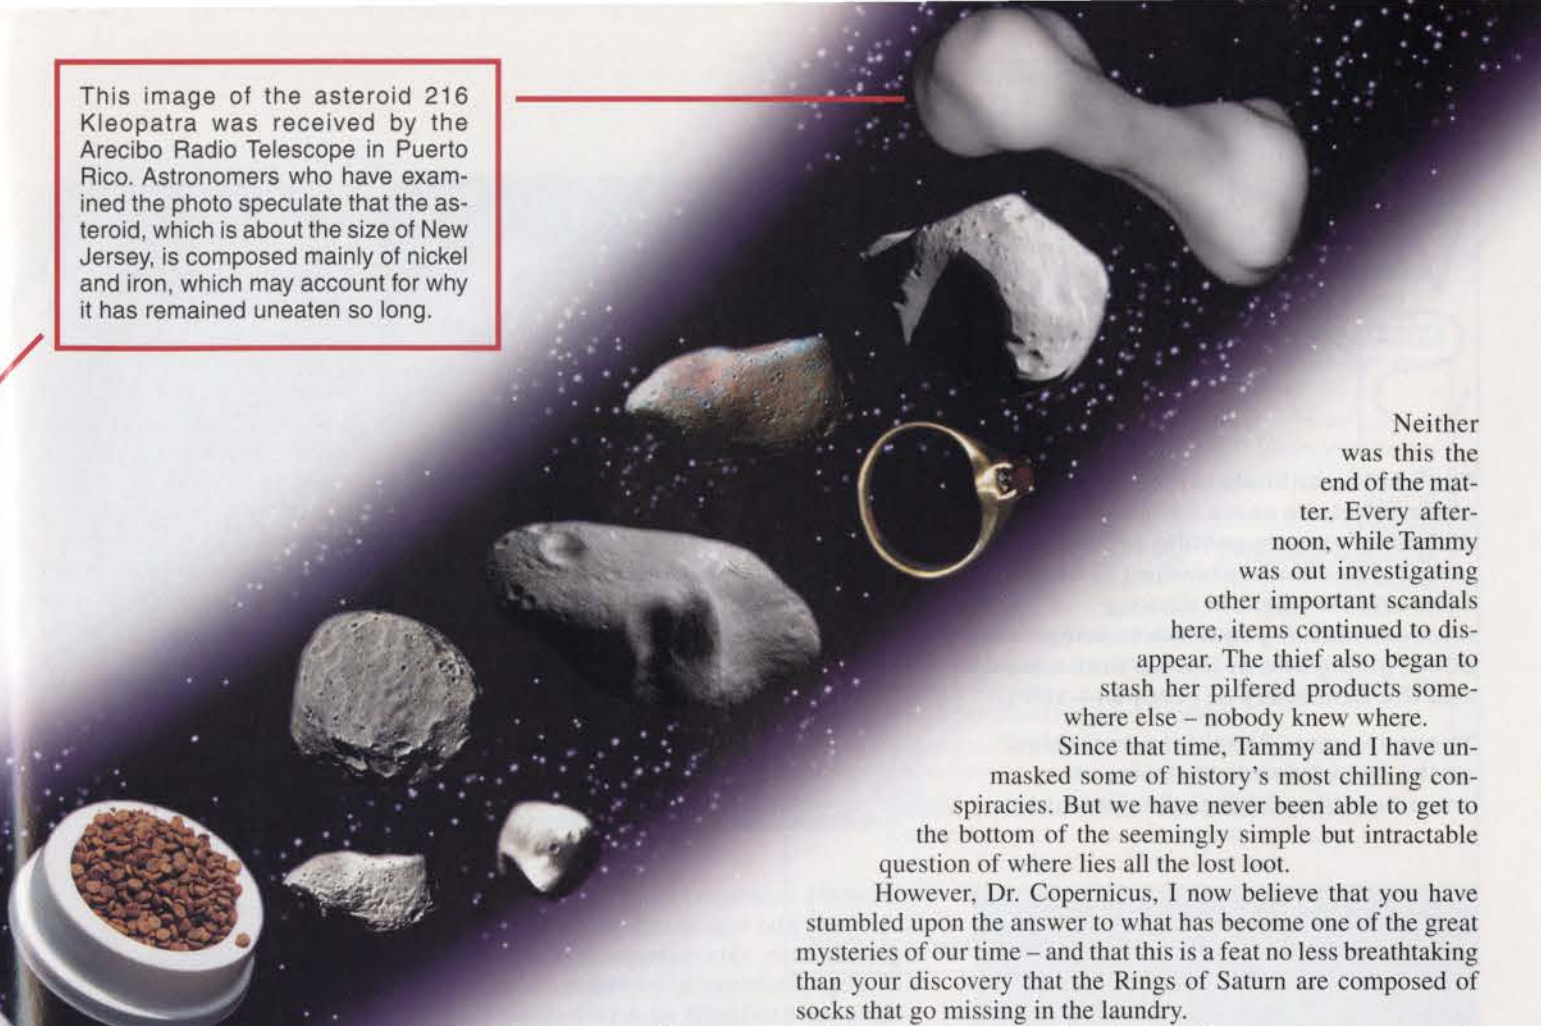 This image of the asteroid 216
Kleopatra was received by the
Arecibo Radio Telescope in Puerto
Rico. Astronomers who have exam-
ined the photo speculate that the as-
teroid, which is about the size of New
Jersey, is composed mainly of nickel
and iron, which may account for why
it has remained uneaten so long.
Neither
was this the
end of the mat-
ter. Every after-
noon, while Tammy
was out investigating
other important scandals
here, items continued to dis-
appear. The thief also began to
stash her pilfered products some-
where else – nobody knew where.
Since that time, Tammy and I have un-
masked some of history's most chilling con-
spiracies. But we have never been able to get to
the bottom of the seemingly simple but intractable
question of where lies all the lost loot.
However, Dr. Copernicus, I now believe that you have
stumbled upon the answer to what has become one of the great
mysteries of our time – and that this is a feat no less breathtaking
than your discovery that the Rings of Saturn are composed of
socks that go missing in the laundry.